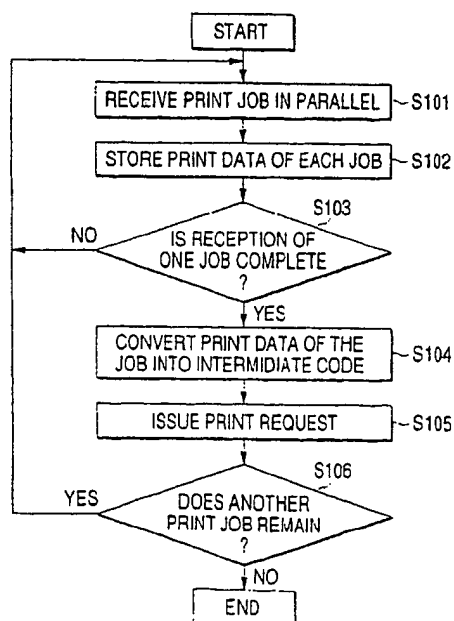 START
RECEIVE PRINT JOB IN PARALLEL
S101
STORE PRINT DATA OF EACH JOB
S102
S103
NO
IS RECEPTION OF
ONE JOB COMPLETE
?
YES
CONVERT PRINT DATA OF THE
JOB INTO INTERMIDIATE CODE
S104
ISSUE PRINT REQUEST
S105
S106
YES
DOES ANOTHER
PRINT JOB REMAIN
?
NO
END